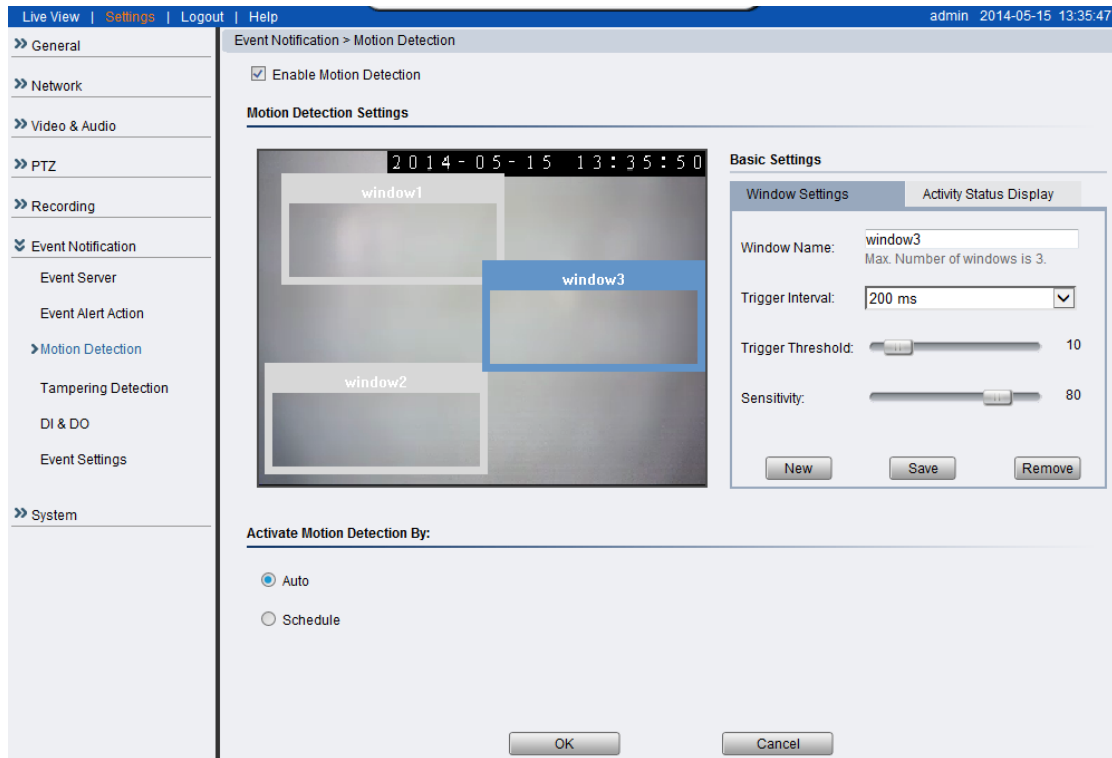 Live View | Settings | Logout | Help
admin 2014-05-15 13:35:47
General
Network
Video & Audio
PTZ
Recording
Event Notification
Event Server
Event Alert Action
Motion Detection
Tampering Detection
DI & DO
Event Settings
System
Event Notification > Motion Detection
Enable Motion Detection
Motion Detection Settings
2014-05-15 13:35:50
window1
window3
window2
Basic Settings
Window Settings
Activity Status Display
Window Name: window3
Max. Number of windows is 3.
Trigger Interval: 200 ms
Trigger Threshold: 10
Sensitivity: 80
New Save Remove
Activate Motion Detection By:
Auto
Schedule
OK Cancel